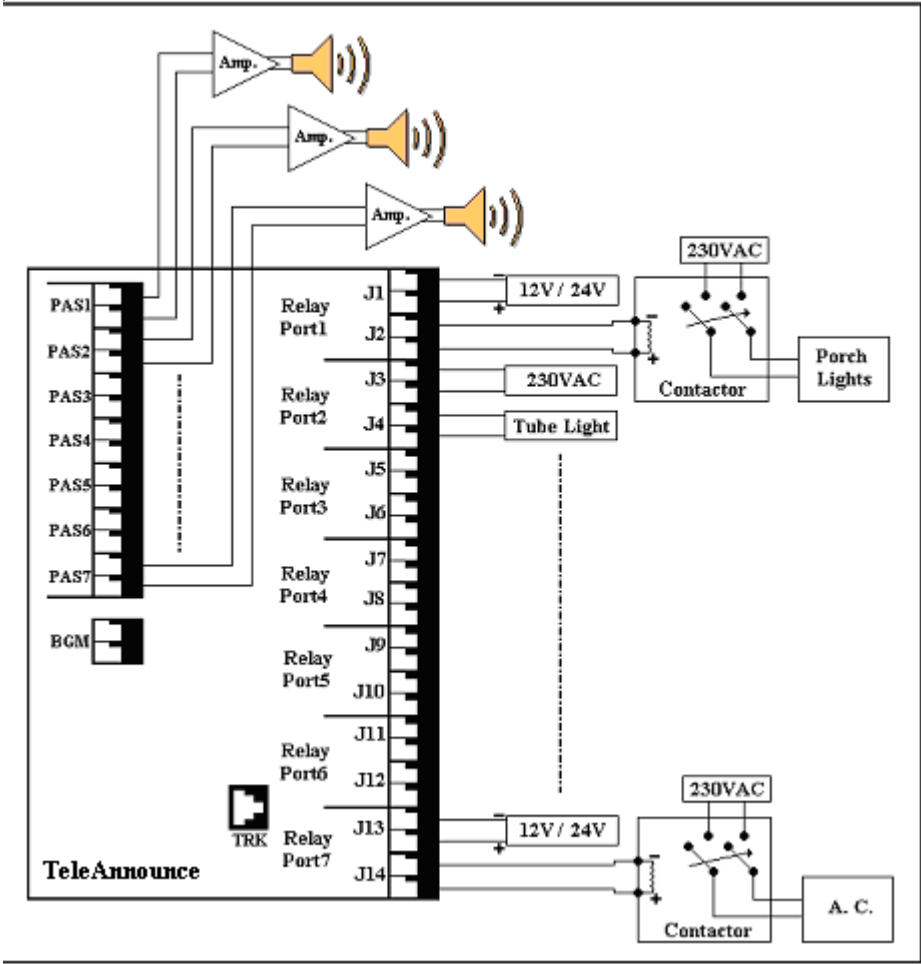 Amp.
Amp.
Amp.
230VAC
J1
- 12V / 24V +
PAS1
Relay
Port1
J2
- +
Contactor
Porch
Lights
PAS2
J3
230VAC
PAS3
Relay
Port2
J4
Tube Light
PAS4
J5
PAS5
Relay
Port3
J6
PAS6
J7
PAS7
Relay
Port4
J8
BGM
J9
Relay
Port5
J10
J11
Relay
Port6
J12
230VAC
TRK
J13
- 12V / 24V +
Relay
Port7
J14
- +
Contactor
A. C.
TeleAnnounce